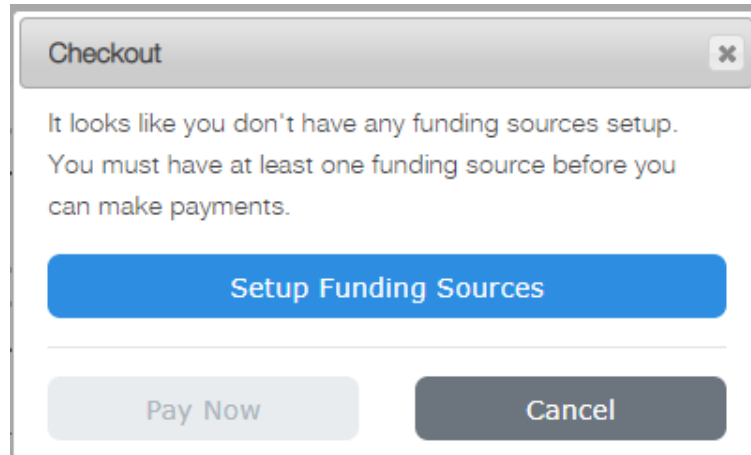 Checkout
It looks like you don't have any funding sources setup.
You must have at least one funding source before you
can make payments.
Setup Funding Sources
Pay Now
Cancel